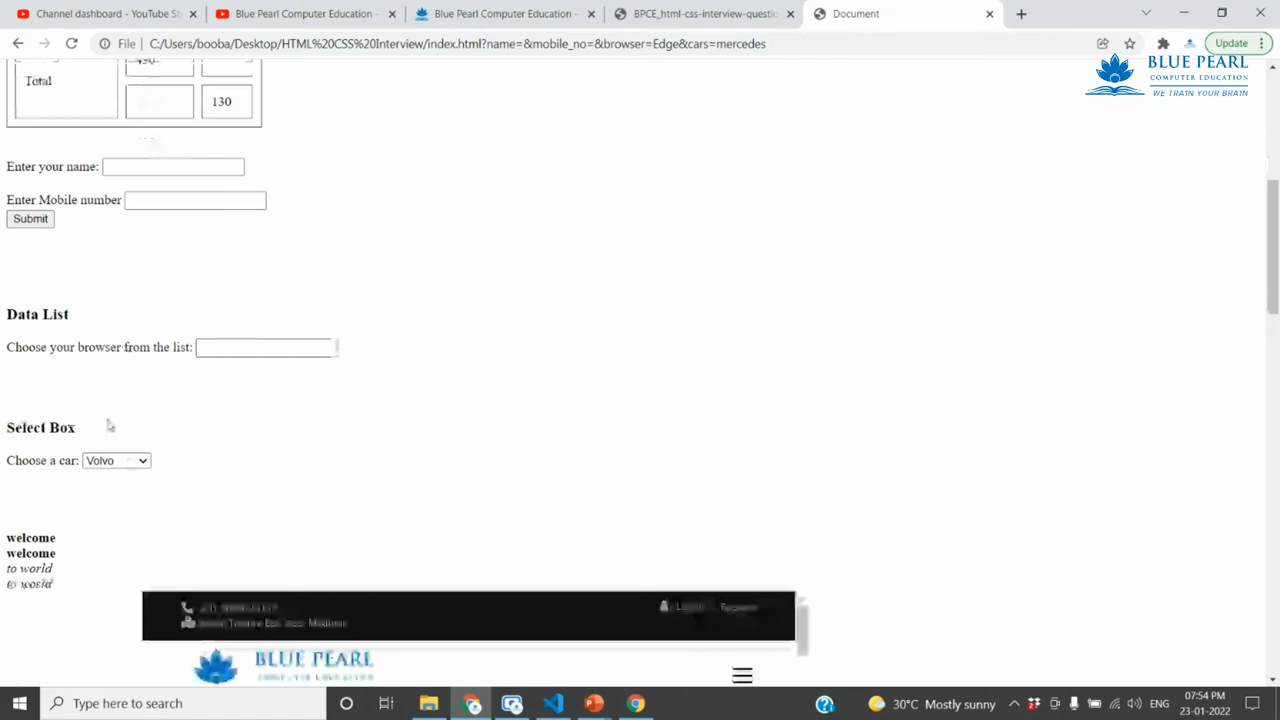 Channel dashboard - YouTube St
Blue Pearl Computer Education -
Blue Pearl Computer Education -
BPCE_html-css-interview-questio
Document
File | C:/Users/booba/Desktop/HTML%20CSS%20Interview/index.html?name=&mobile_no=&browser=Edge&cars=mercedes
Update
BLUE PEARL
COMPUTER EDUCATION
WE TRAIN YOUR BRAIN
Total
130
Enter your name:
Enter Mobile number
Submit
Data List
Choose your browser from the list:
Select Box
Choose a car: Volvo
welcome
welcome
to world
to world
BLUE PEARL
Type here to search
30°C Mostly sunny
ENG
07:54 PM
23-01-2022